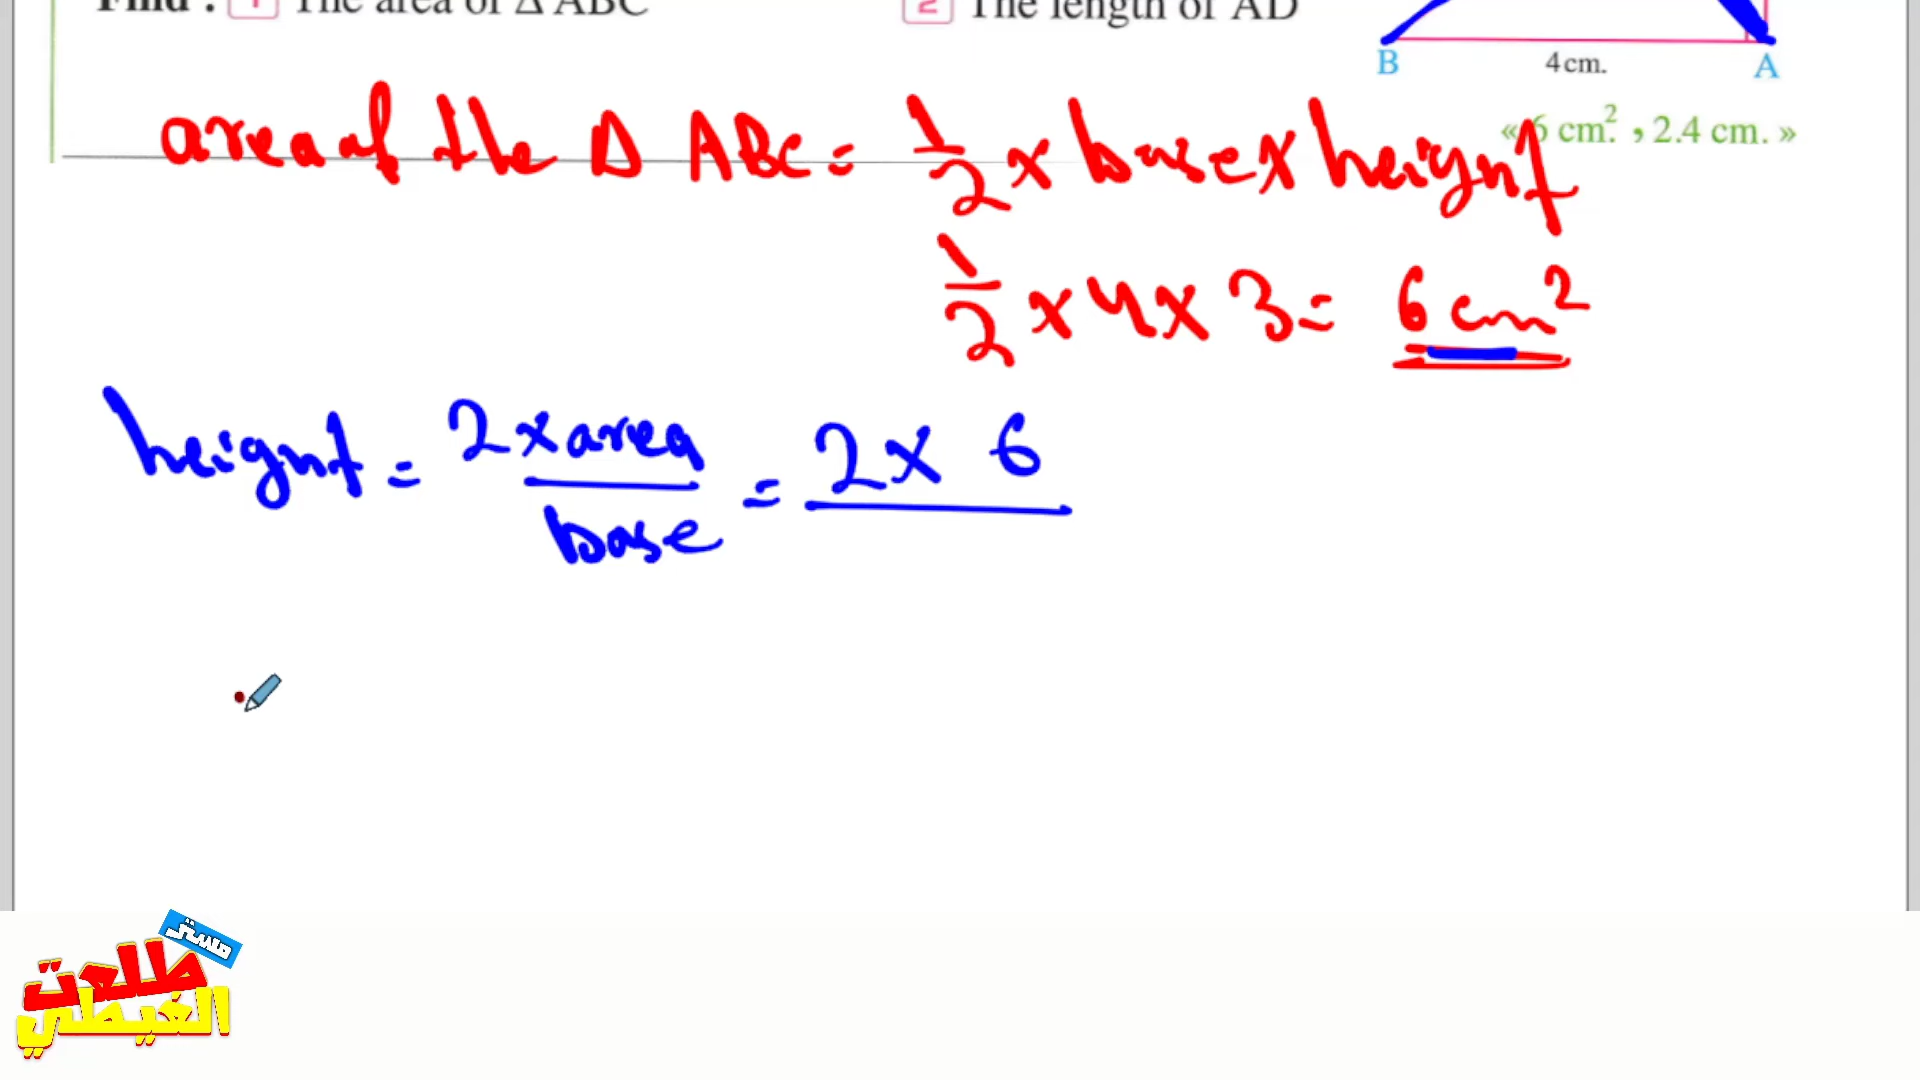 Find : 1 The area of Δ ABC 2 The length of AD
B 4 cm. A
« 6 cm². , 2.4 cm. »
area of the Δ ABC = 1/2 × base × height
1/2 × 4 × 3 = 6 cm²
height = 2 × area / base = 2 × 6
مستر
طلعت
الغيطي